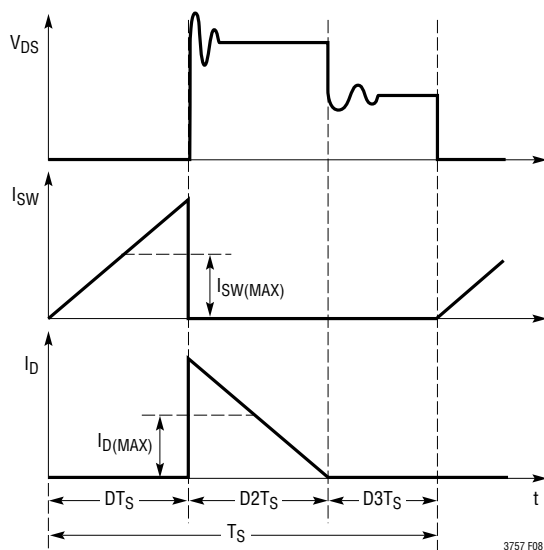 VDS
ISW
ISW(MAX)
ID
ID(MAX)
DTS
D2TS
D3TS
t
TS
3757 F08